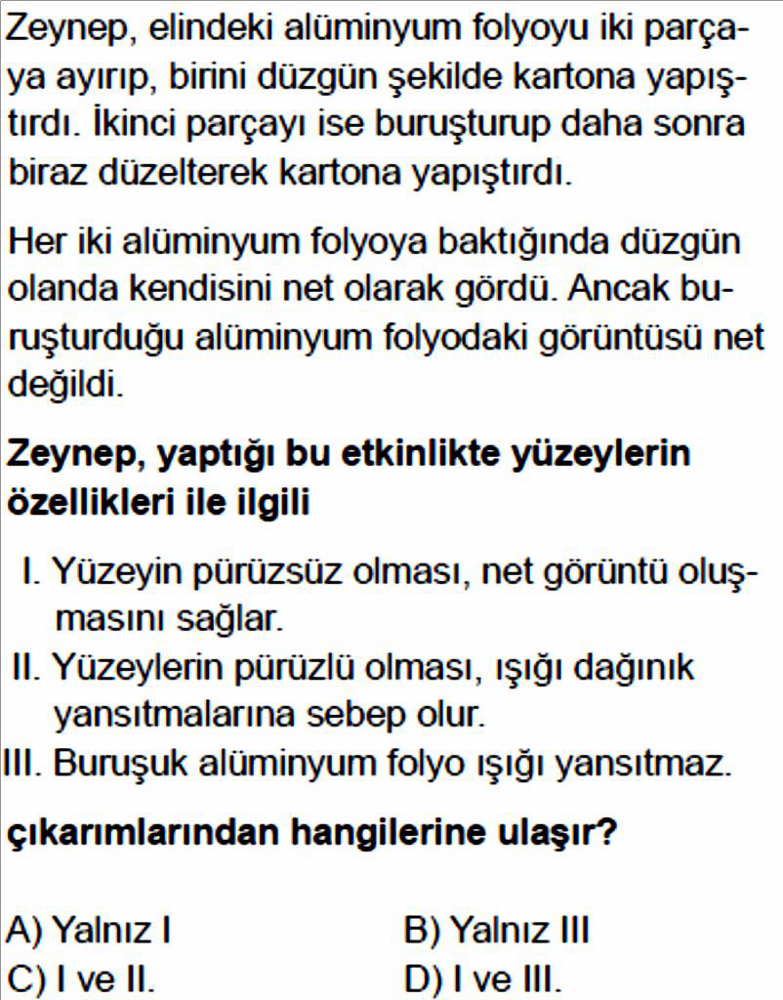 Zeynep, elindeki alüminyum folyoyu iki parça-
ya ayırıp, birini düzgün şekilde kartona yapış-
tırdı. İkinci parçayı ise buruşturup daha sonra
biraz düzelterek kartona yapıştırdı.
Her iki alüminyum folyoya baktığında düzgün
olanda kendisini net olarak gördü. Ancak bu-
ruşturduğu alüminyum folyodaki görüntüsü net
değildi.
Zeynep, yaptığı bu etkinlikte yüzeylerin
özellikleri ile ilgili
I. Yüzeyin pürüzsüz olması, net görüntü oluş-
masını sağlar.
II. Yüzeylerin pürüzlü olması, ışığı dağınık
yansıtmalarına sebep olur.
III. Buruşuk alüminyum folyo ışığı yansıtmaz.
çıkarımlarından hangilerine ulaşır?
A) Yalnız I B) Yalnız III
C) I ve II. D) I ve III.